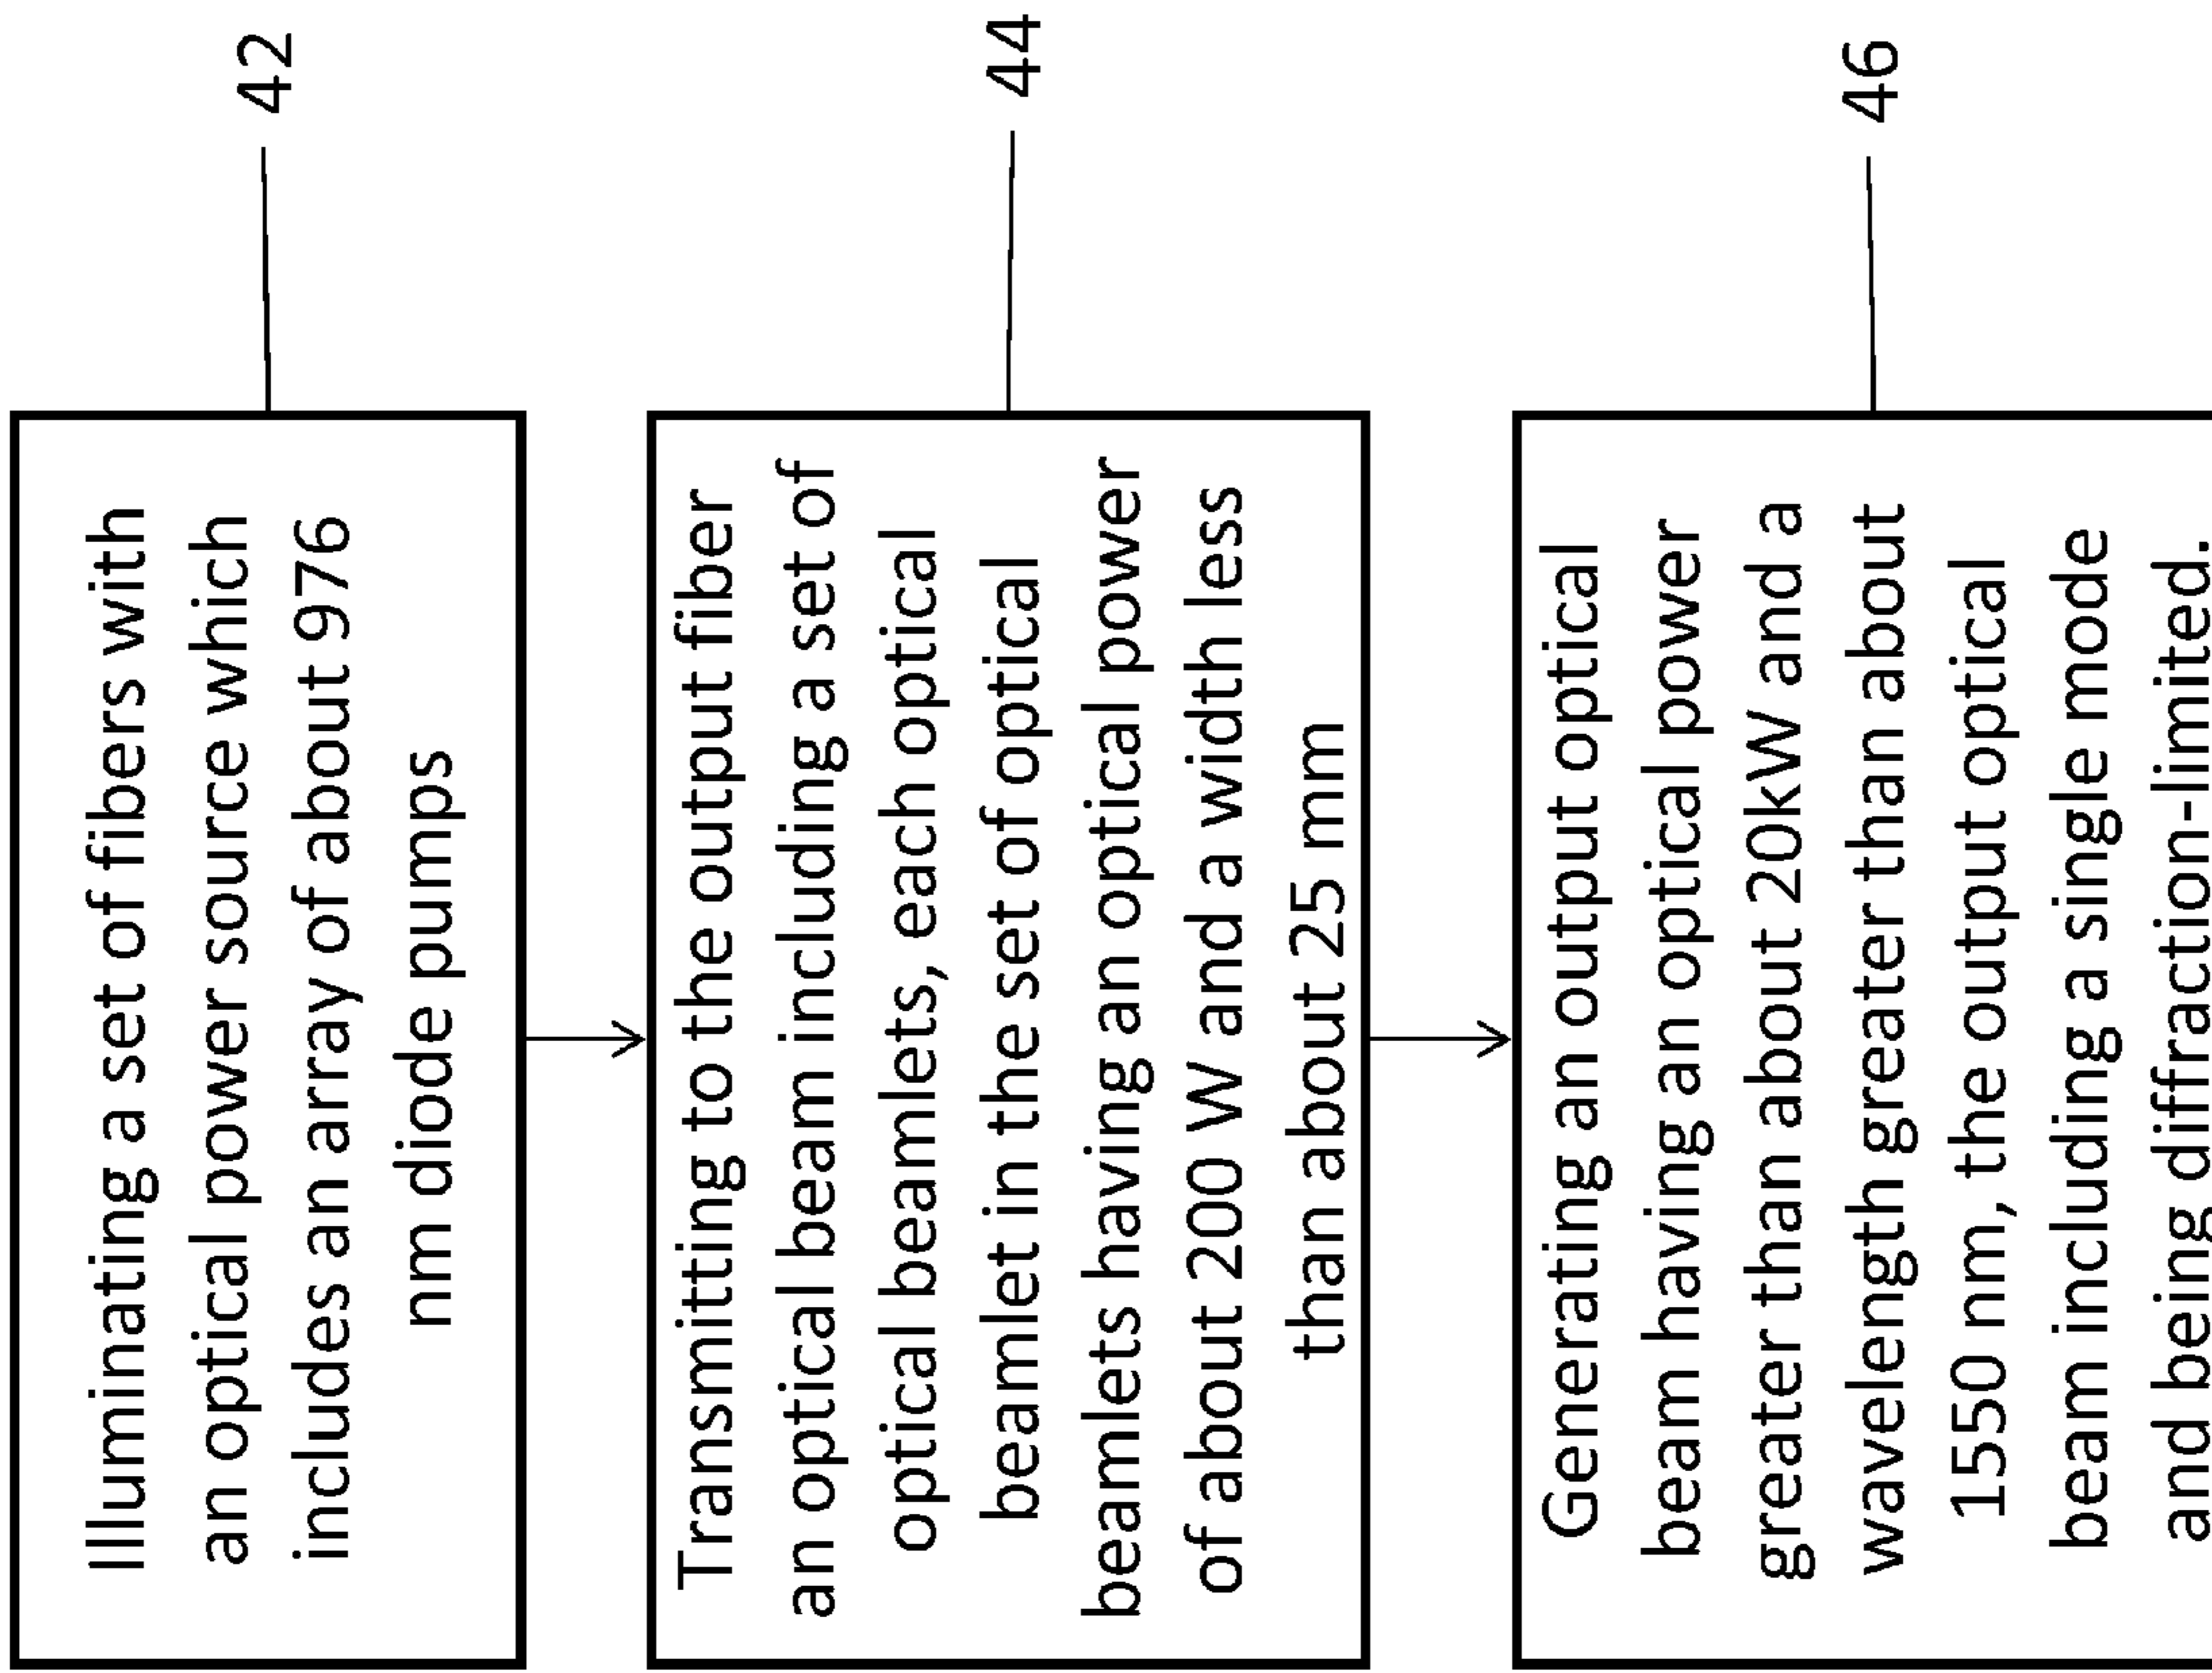 Illuminating a set of fibers with
an optical power source which
includes an array of about 976
nm diode pumps
42
Transmitting to the output fiber
an optical beam including a set of
optical beamlets, each optical
beamlet in the set of optical
beamlets having an optical power
of about 200 W and a width less
than about 25 mm
44
Generating an output optical
beam having an optical power
greater than about 20kW and a
wavelength greater than about
1550 nm, the output optical
beam including a single mode
and being diffraction-limited.
46